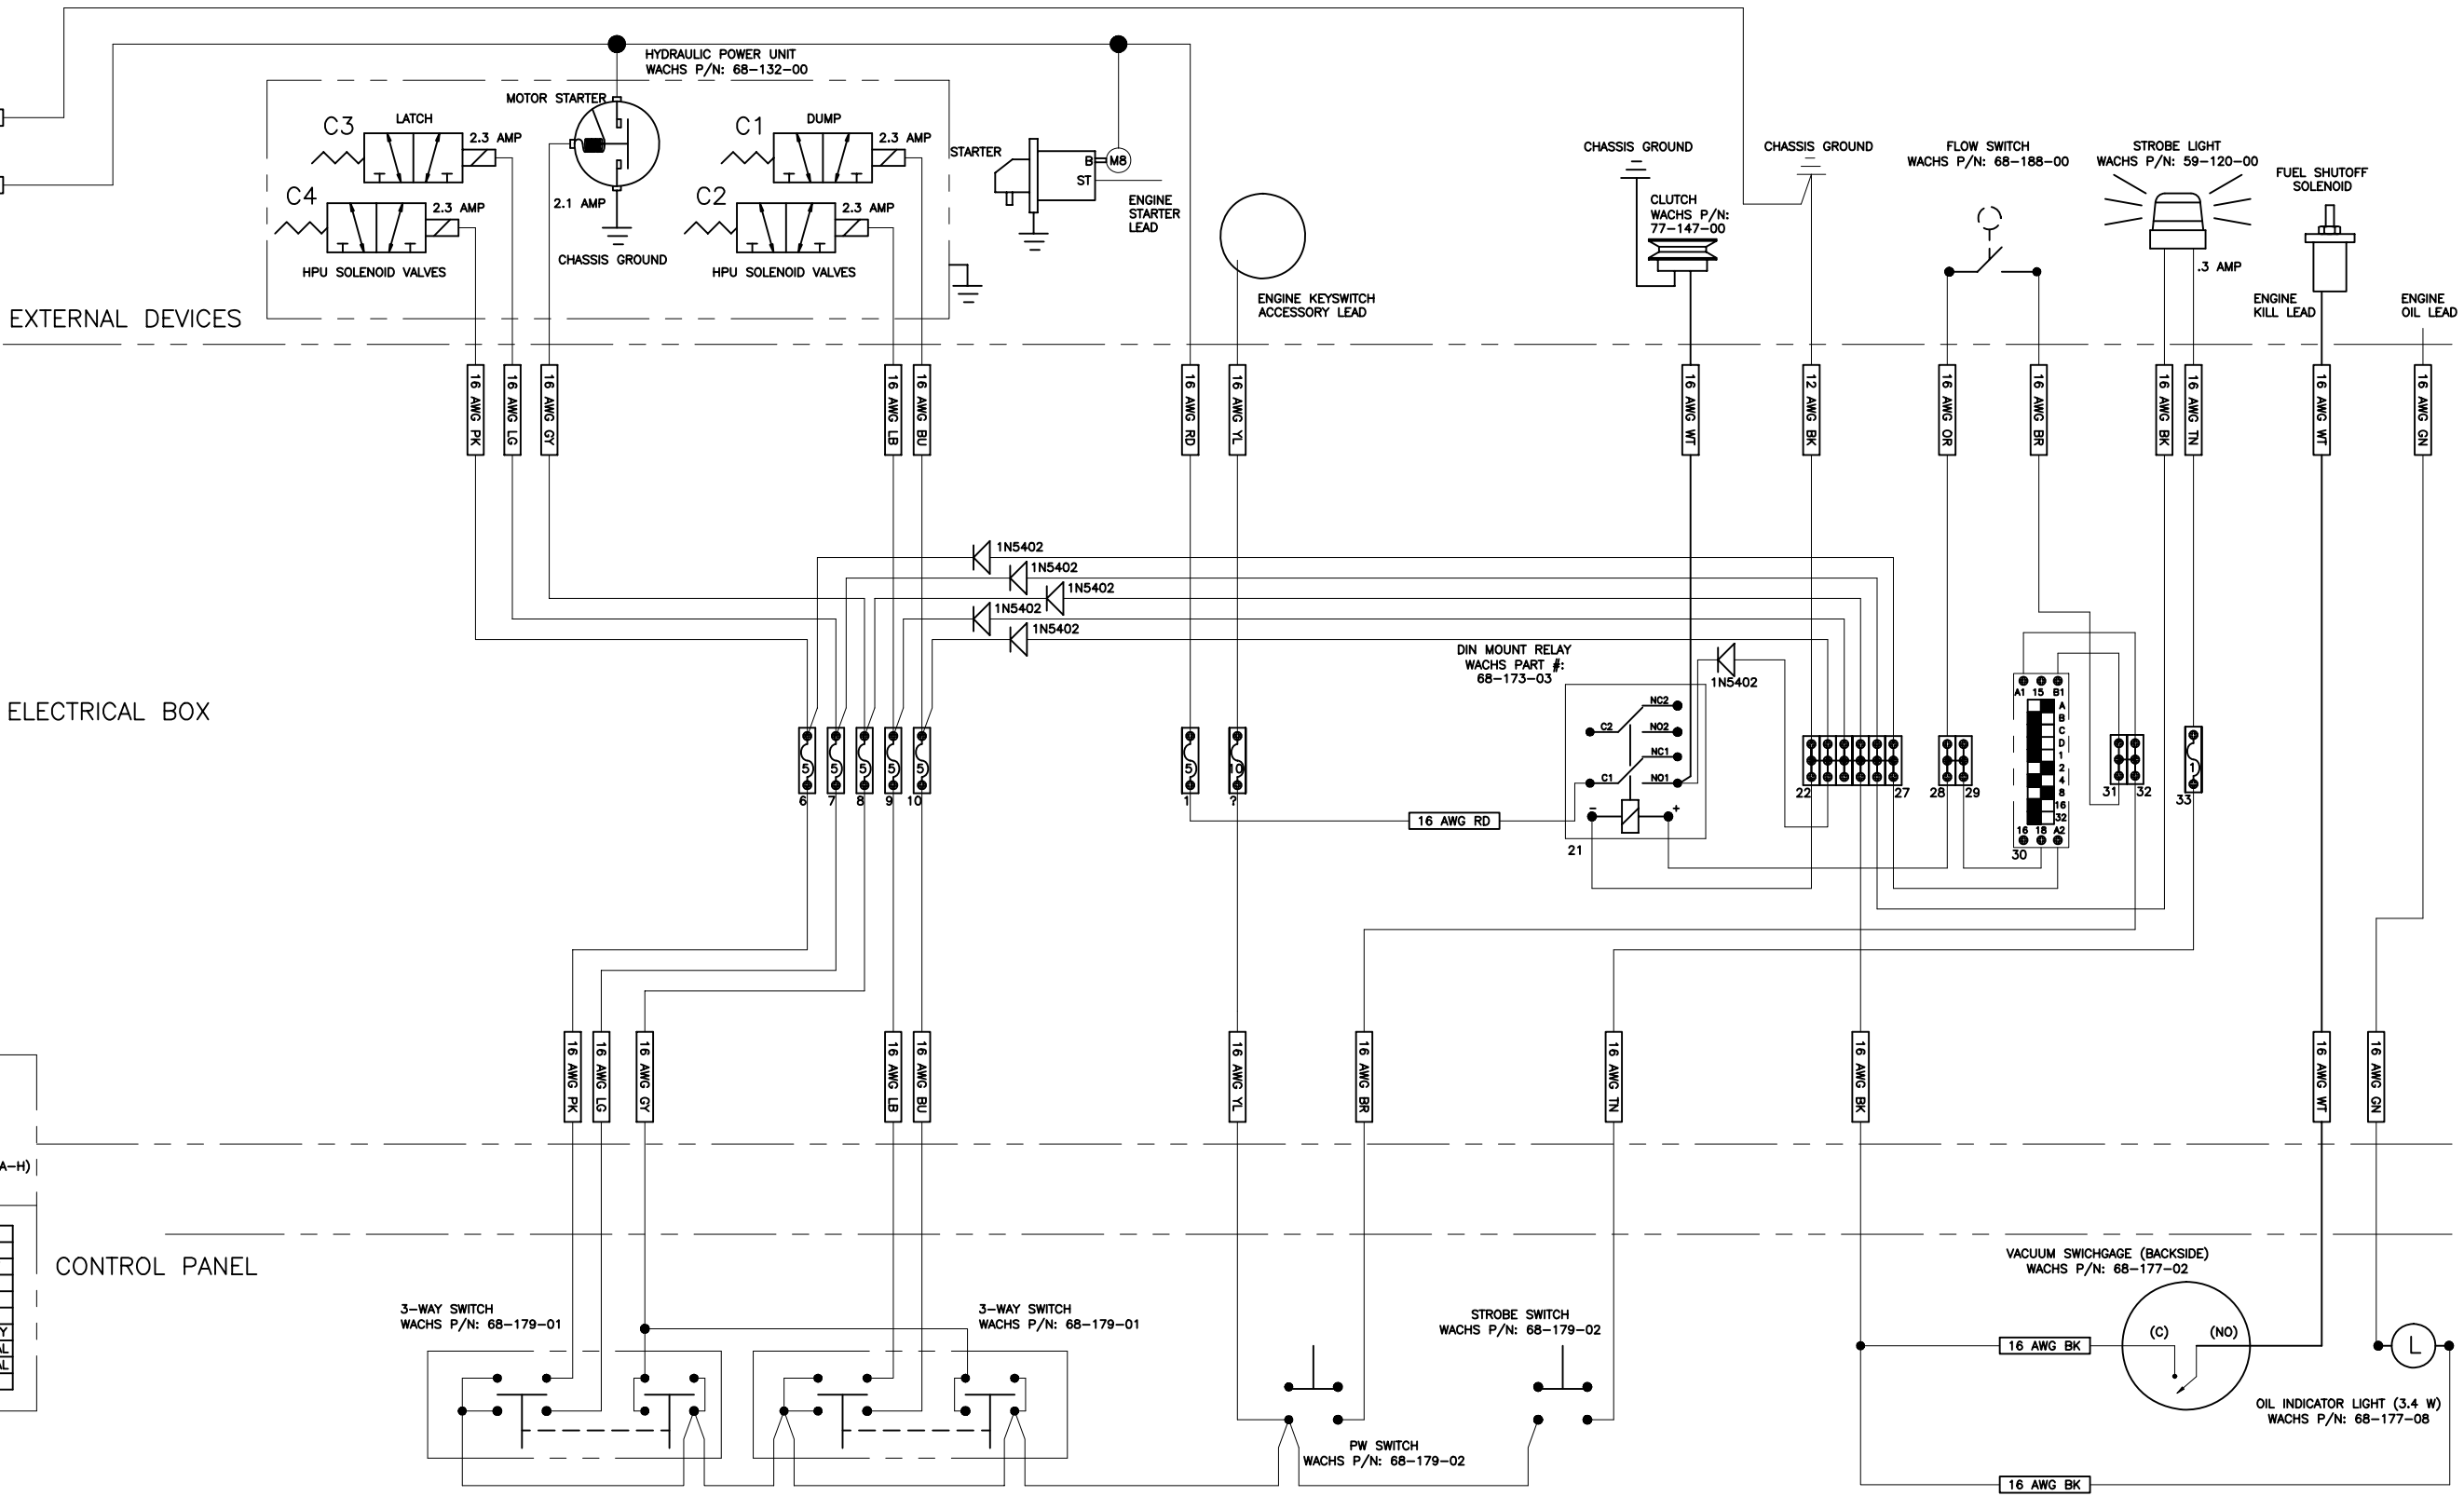 HYDRAULIC POWER UNIT
WACHS P/N: 68-132-00
MOTOR STARTER
C3
LATCH
2.3 AMP
C1
DUMP
2.3 AMP
C4
2.3 AMP
2.1 AMP
C2
2.3 AMP
HPU SOLENOID VALVES
CHASSIS GROUND
HPU SOLENOID VALVES
STARTER
B
M8
ST
ENGINE
STARTER
LEAD
ENGINE KEYSWITCH
ACCESSORY LEAD
CHASSIS GROUND
CLUTCH
WACHS P/N:
77-147-00
CHASSIS GROUND
FLOW SWITCH
WACHS P/N: 68-188-00
STROBE LIGHT
WACHS P/N: 59-120-00
.3 AMP
FUEL SHUTOFF
SOLENOID
ENGINE
KILL LEAD
ENGINE
OIL LEAD
EXTERNAL DEVICES
16 AWG PK
16 AWG LG
16 AWG GY
16 AWG LB
16 AWG BU
16 AWG RD
16 AWG YL
16 AWG WT
12 AWG BK
16 AWG OR
16 AWG BR
16 AWG BK
16 AWG TN
16 AWG WT
16 AWG GN
1N5402
1N5402
1N5402
1N5402
1N5402
DIN MOUNT RELAY
WACHS PART #:
68-173-03
1N5402
ELECTRICAL BOX
NC2
C2
NO2
NC1
C1
NO1
-
+
21
5
5
5
5
5
5
10
6
7
8
9
10
1
?
16 AWG RD
22
27
28
29
A1 15 B1
A
B
C
D
1
2
4
8
16
32
16 18 A2
30
31
32
1
33
16 AWG PK
16 AWG LG
16 AWG GY
16 AWG LB
16 AWG BU
16 AWG YL
16 AWG BR
16 AWG TN
16 AWG BK
16 AWG WT
16 AWG GN
A-H)
CONTROL PANEL
3-WAY SWITCH
WACHS P/N: 68-179-01
3-WAY SWITCH
WACHS P/N: 68-179-01
STROBE SWITCH
WACHS P/N: 68-179-02
PW SWITCH
WACHS P/N: 68-179-02
VACUUM SWICHGAGE (BACKSIDE)
WACHS P/N: 68-177-02
(C)
(NO)
16 AWG BK
L
OIL INDICATOR LIGHT (3.4 W)
WACHS P/N: 68-177-08
16 AWG BK